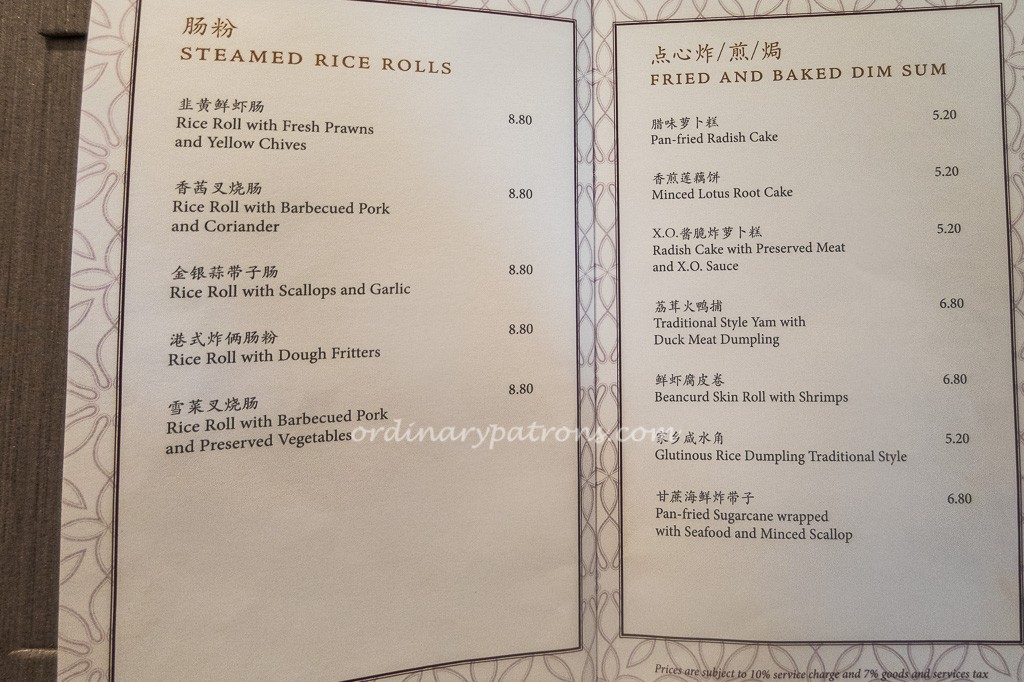 肠粉
STEAMED RICE ROLLS
韭黄鲜虾肠
Rice Roll with Fresh Prawns 8.80
and Yellow Chives
香茜叉烧肠
Rice Roll with Barbecued Pork 8.80
and Coriander
金银蒜带子肠 8.80
Rice Roll with Scallops and Garlic
港式炸俩肠粉 8.80
Rice Roll with Dough Fritters
雪菜叉烧肠 8.80
Rice Roll with Barbecued Pork
and Preserved Vegetables
点心炸/煎/焗
FRIED AND BAKED DIM SUM
腊味萝卜糕 5.20
Pan-fried Radish Cake
香煎莲藕饼 5.20
Minced Lotus Root Cake
X.O.酱脆炸萝卜糕 5.20
Radish Cake with Preserved Meat
and X.O. Sauce
荔茸火鸭捕 6.80
Traditional Style Yam with
Duck Meat Dumpling
鲜虾腐皮卷 6.80
Beancurd Skin Roll with Shrimps
家乡咸水角 5.20
Glutinous Rice Dumpling Traditional Style
甘蔗海鲜炸带子 6.80
Pan-fried Sugarcane wrapped
with Seafood and Minced Scallop
Prices are subject to 10% service charge and 7% goods and services tax
ordinarypatrons.com